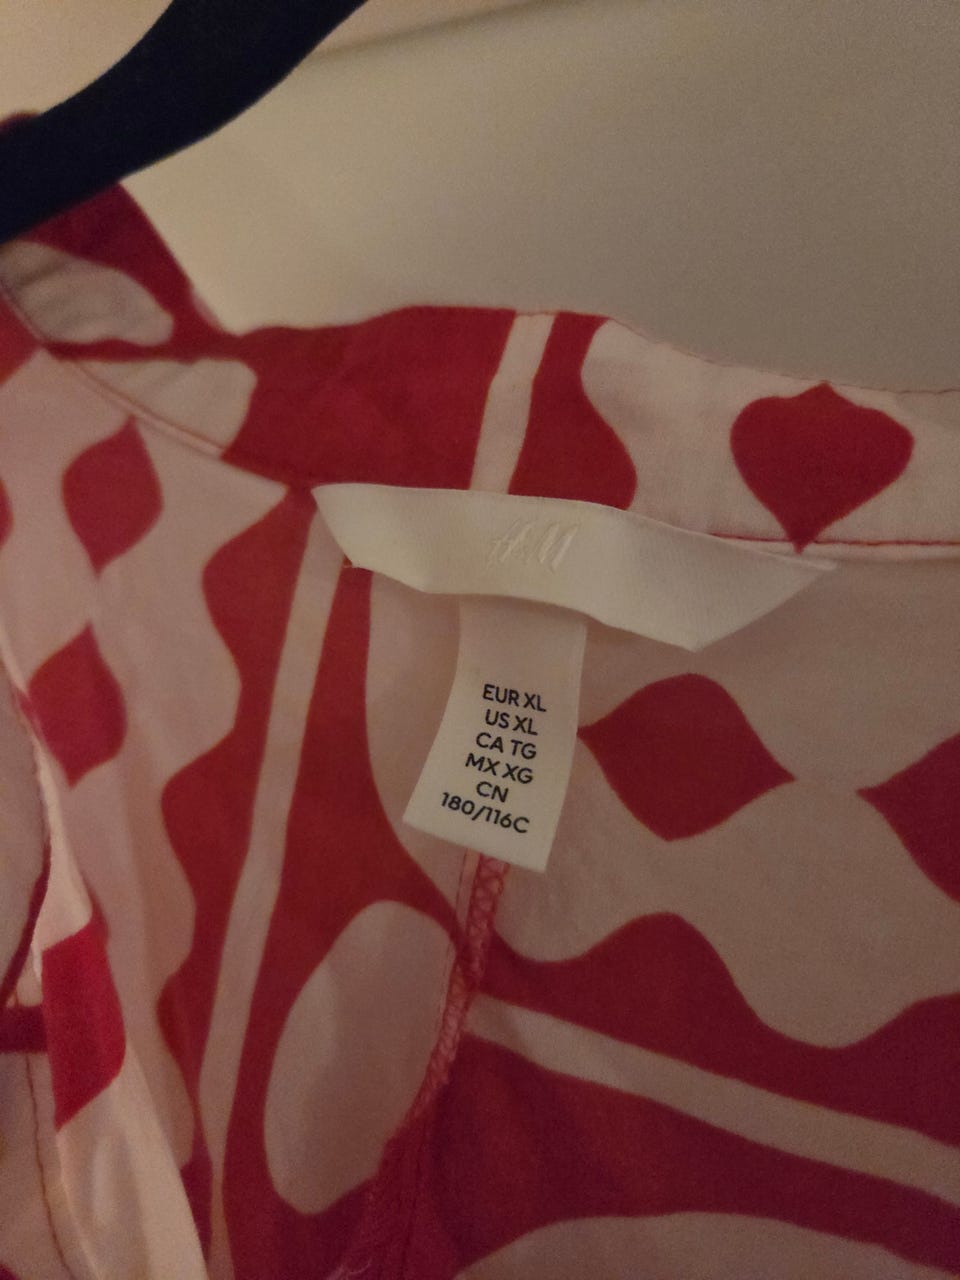 H&M
EUR XL
US XL
CA TG
MX XG
CN
180/116C